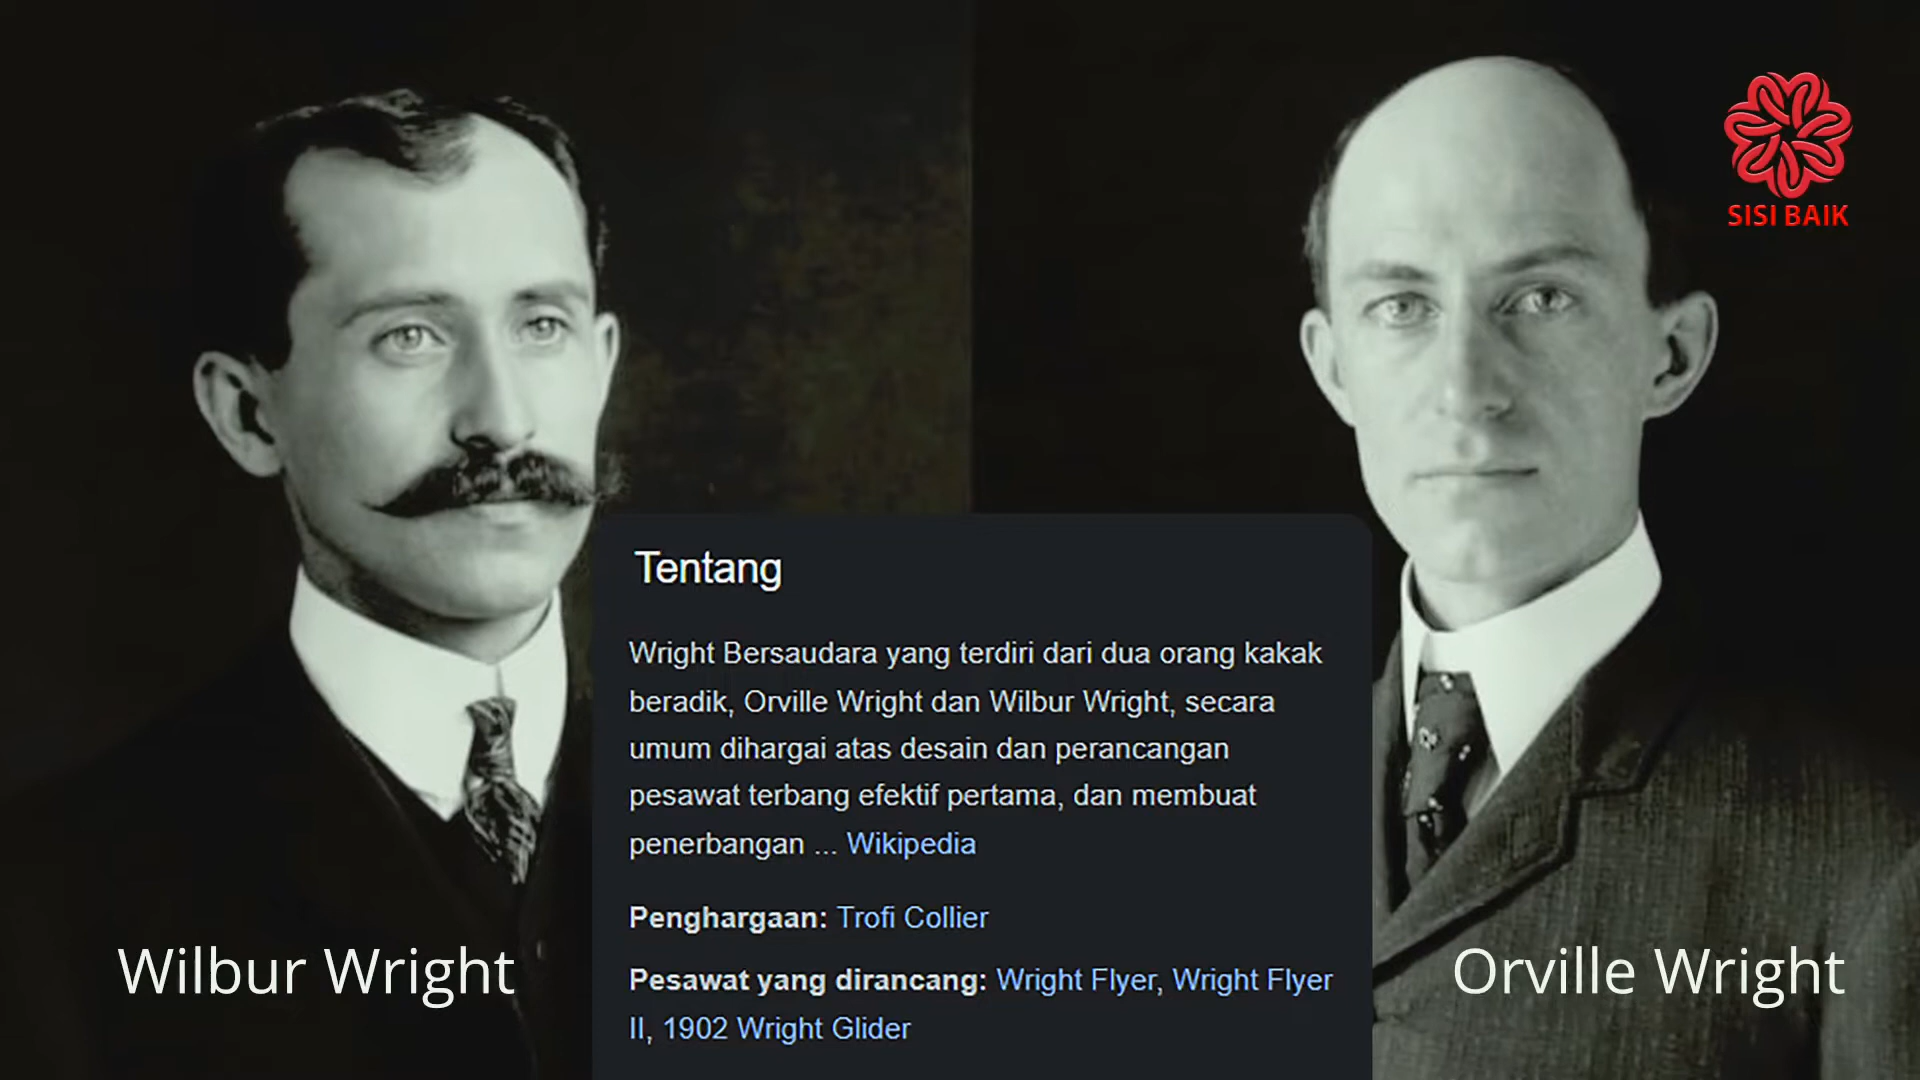 SISI BAIK
Tentang
Wright Bersaudara yang terdiri dari dua orang kakak
beradik, Orville Wright dan Wilbur Wright, secara
umum dihargai atas desain dan perancangan
pesawat terbang efektif pertama, dan membuat
penerbangan ... Wikipedia
Penghargaan: Trofi Collier
Pesawat yang dirancang: Wright Flyer, Wright Flyer
II, 1902 Wright Glider
Wilbur Wright
Orville Wright